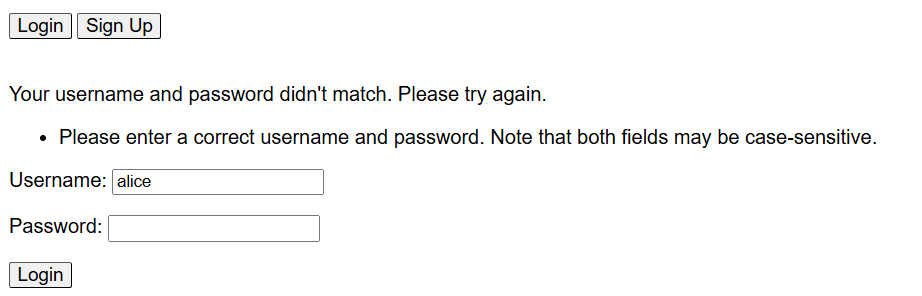 Login Sign Up
Your username and password didn't match. Please try again.
• Please enter a correct username and password. Note that both fields may be case-sensitive.
Username: alice
Password:
Login